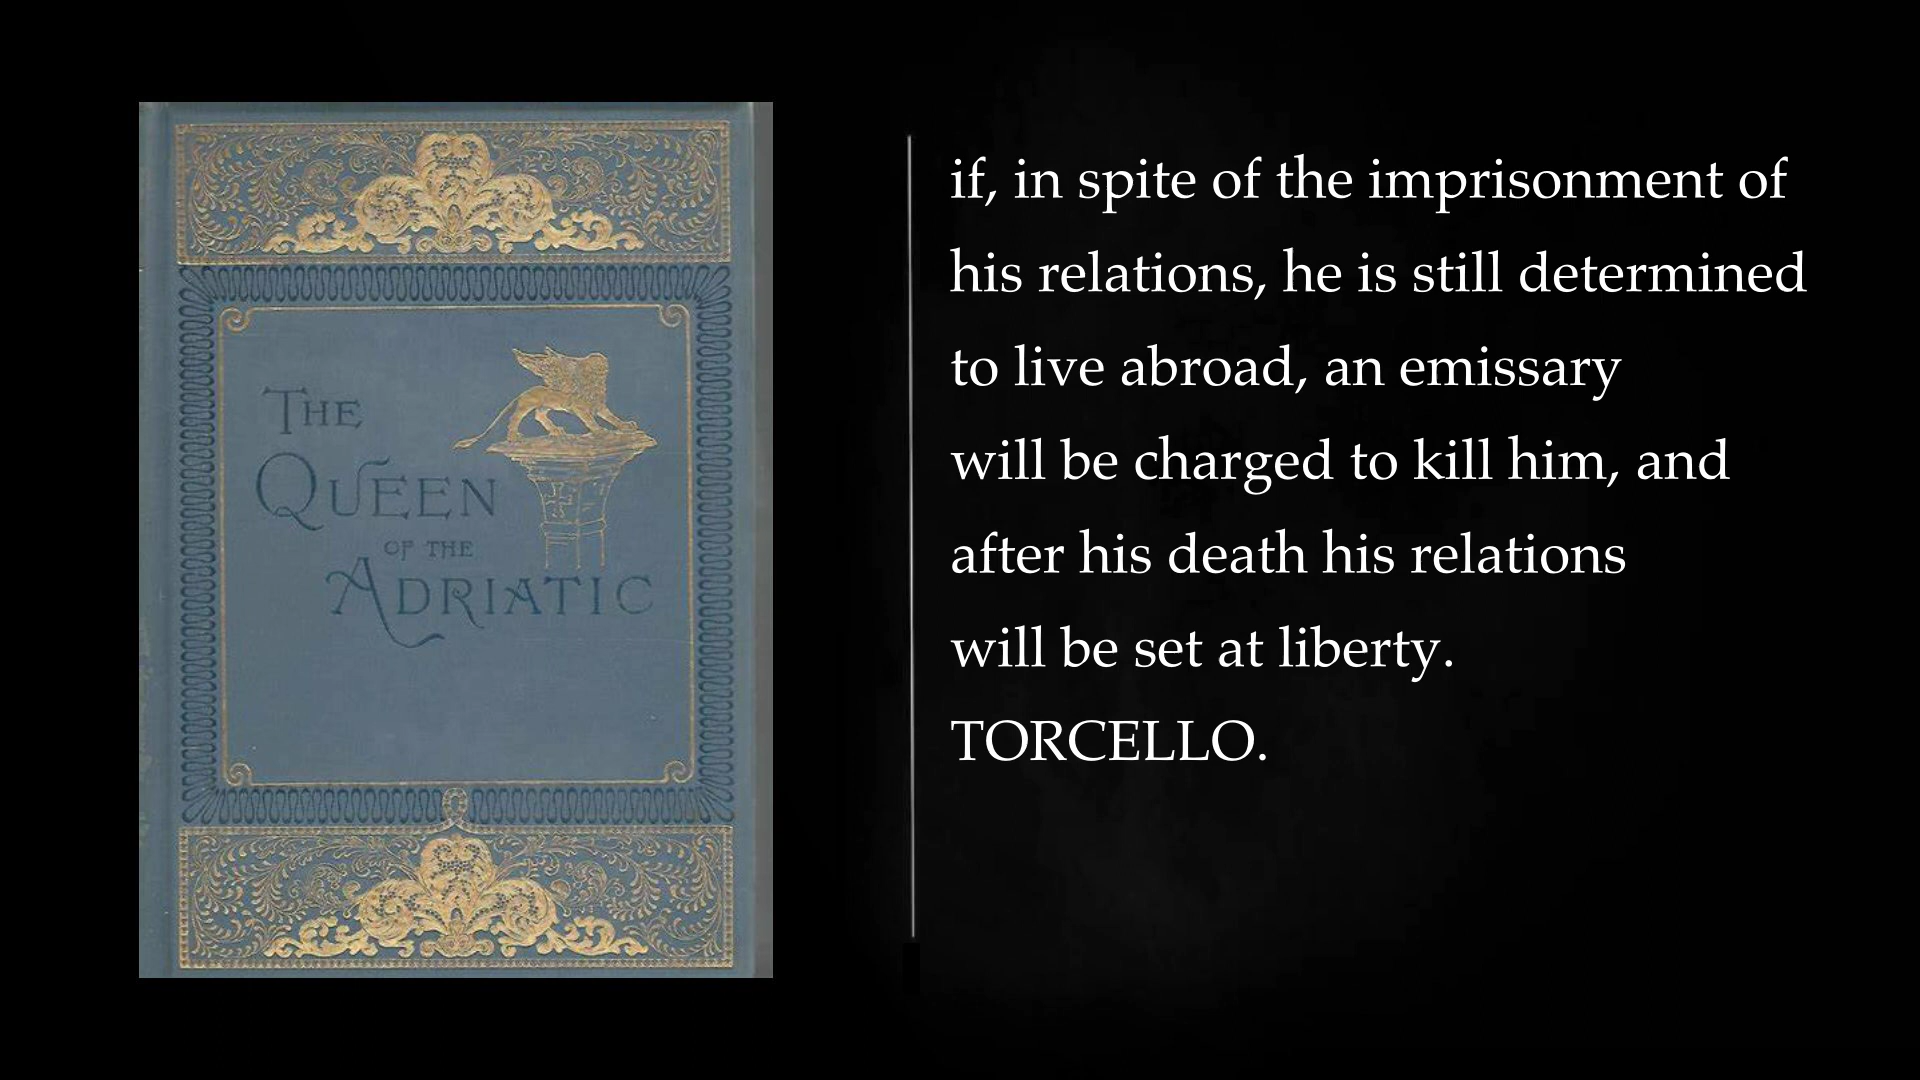 THE
QUEEN
OF THE
ADRIATIC
if, in spite of the imprisonment of
his relations, he is still determined
to live abroad, an emissary
will be charged to kill him, and
after his death his relations
will be set at liberty.
TORCELLO.